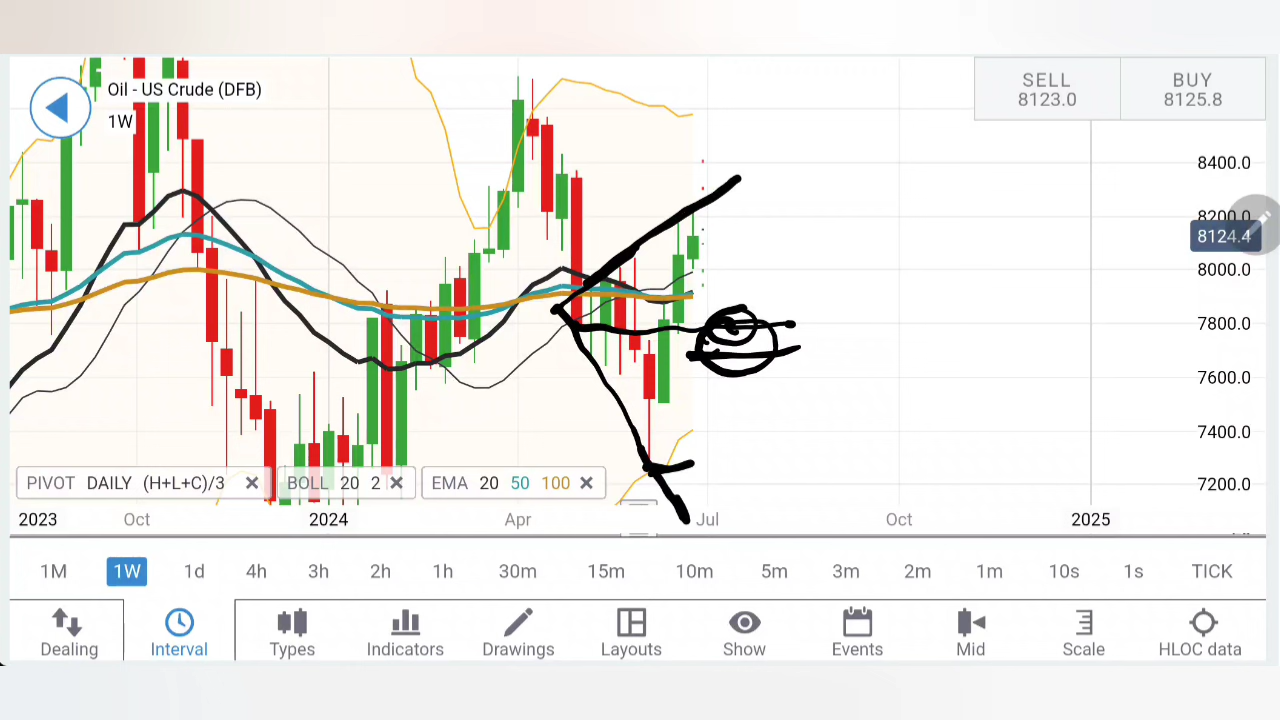 Oil - US Crude (DFB)
1W
SELL
8123.0
BUY
8125.8
8400.0
8200.0
8124.4
8000.0
7800.0
7600.0
7400.0
7200.0
PIVOT DAILY (H+L+C)/3 ×
BOLL 20 2 ×
EMA 20 50 100 ×
2023 Oct 2024 Apr Jul Oct 2025
1M 1W 1d 4h 3h 2h 1h 30m 15m 10m 5m 3m 2m 1m 10s 1s TICK
Dealing Interval Types Indicators Drawings Layouts Show Events Mid Scale HLOC data